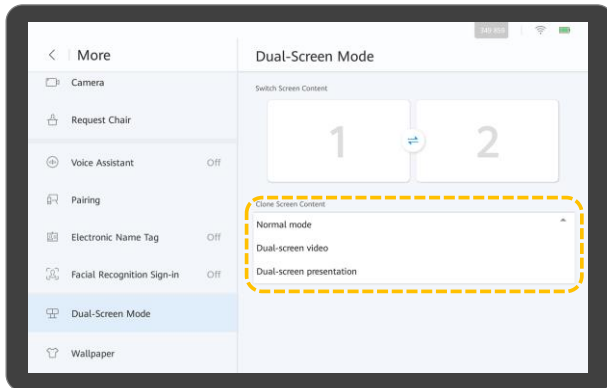 More
Dual-Screen Mode
Camera
Switch Screen Content
Request Chair
1
2
Voice Assistant Off
Pairing
Clone Screen Content
Normal mode
Electronic Name Tag Off
Dual-screen video
Facial Recognition Sign-in Off
Dual-screen presentation
Dual-Screen Mode
Wallpaper